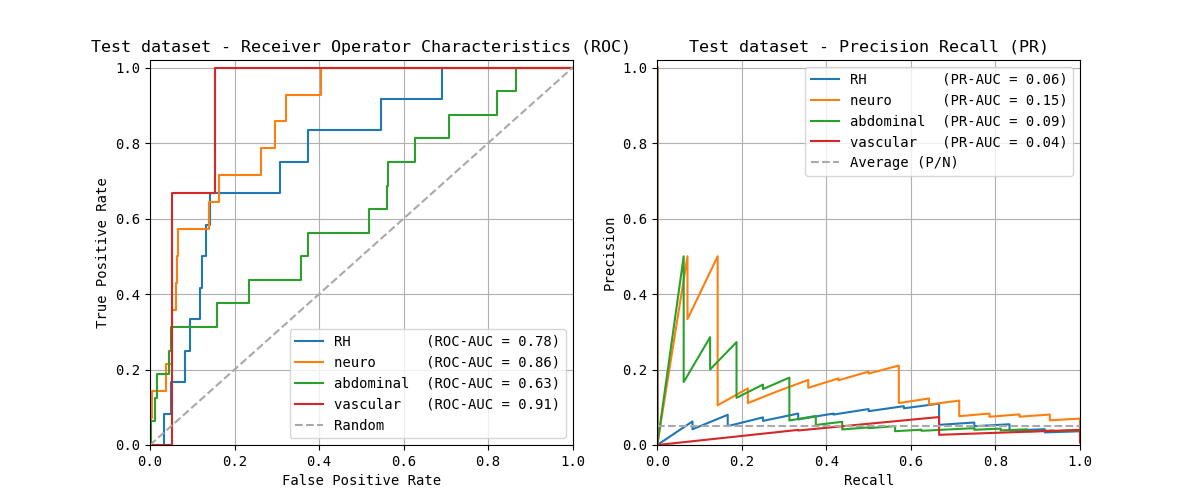 Test dataset - Receiver Operator Characteristics (ROC)
1.0
0.8
0.6
0.4
0.2
0.0
True Positive Rate
RH (ROC-AUC = 0.78)
neuro (ROC-AUC = 0.86)
abdominal (ROC-AUC = 0.63)
vascular (ROC-AUC = 0.91)
Random
0.0 0.2 0.4 0.6 0.8 1.0
False Positive Rate
Test dataset - Precision Recall (PR)
1.0
0.8
0.6
0.4
0.2
0.0
Precision
RH (PR-AUC = 0.06)
neuro (PR-AUC = 0.15)
abdominal (PR-AUC = 0.09)
vascular (PR-AUC = 0.04)
Average (P/N)
0.0 0.2 0.4 0.6 0.8 1.0
Recall